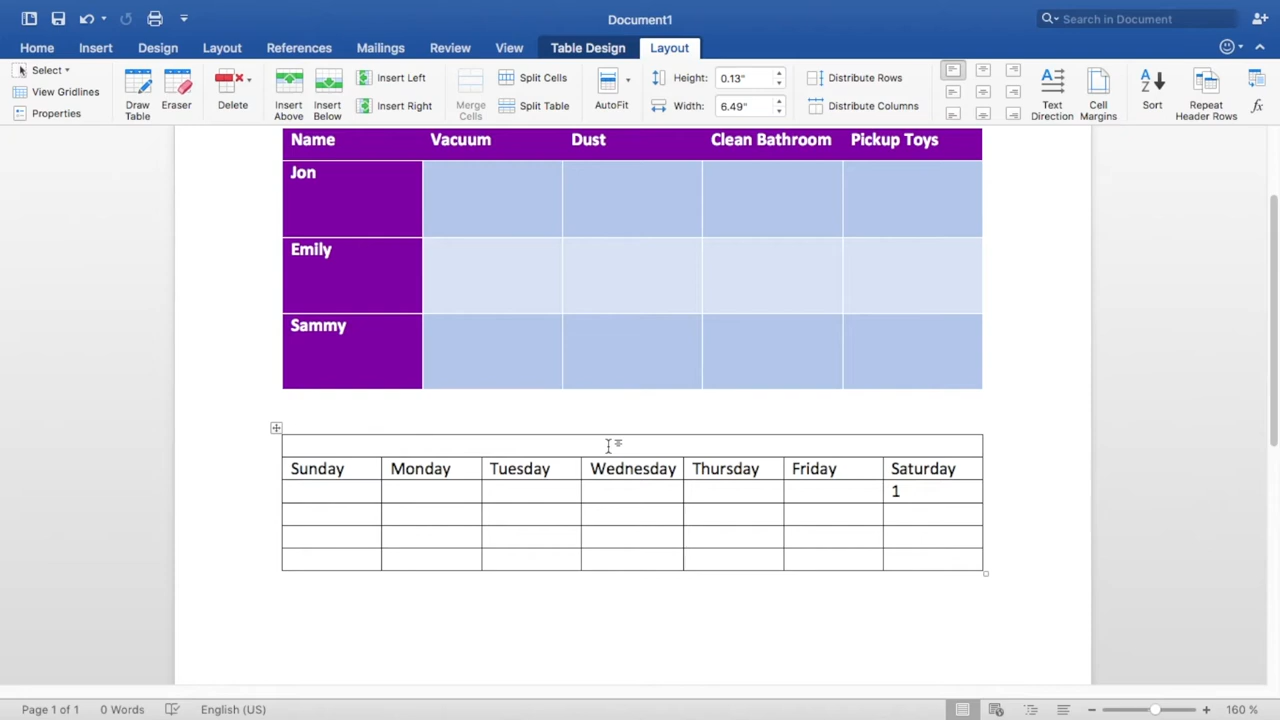 Document1
Search in Document
Home Insert Design Layout References Mailings Review View Table Design Layout
Select
View Gridlines
Properties
Draw Table
Eraser
Delete
Insert Above
Insert Below
Insert Left
Insert Right
Merge Cells
Split Cells
Split Table
AutoFit
Height: 0.13"
Width: 6.49"
Distribute Rows
Distribute Columns
Text Direction
Cell Margins
Sort
Repeat Header Rows
fx
Name Vacuum Dust Clean Bathroom Pickup Toys
Jon
Emily
Sammy
Sunday Monday Tuesday Wednesday Thursday Friday Saturday
1
Page 1 of 1 0 Words English (US) 160 %